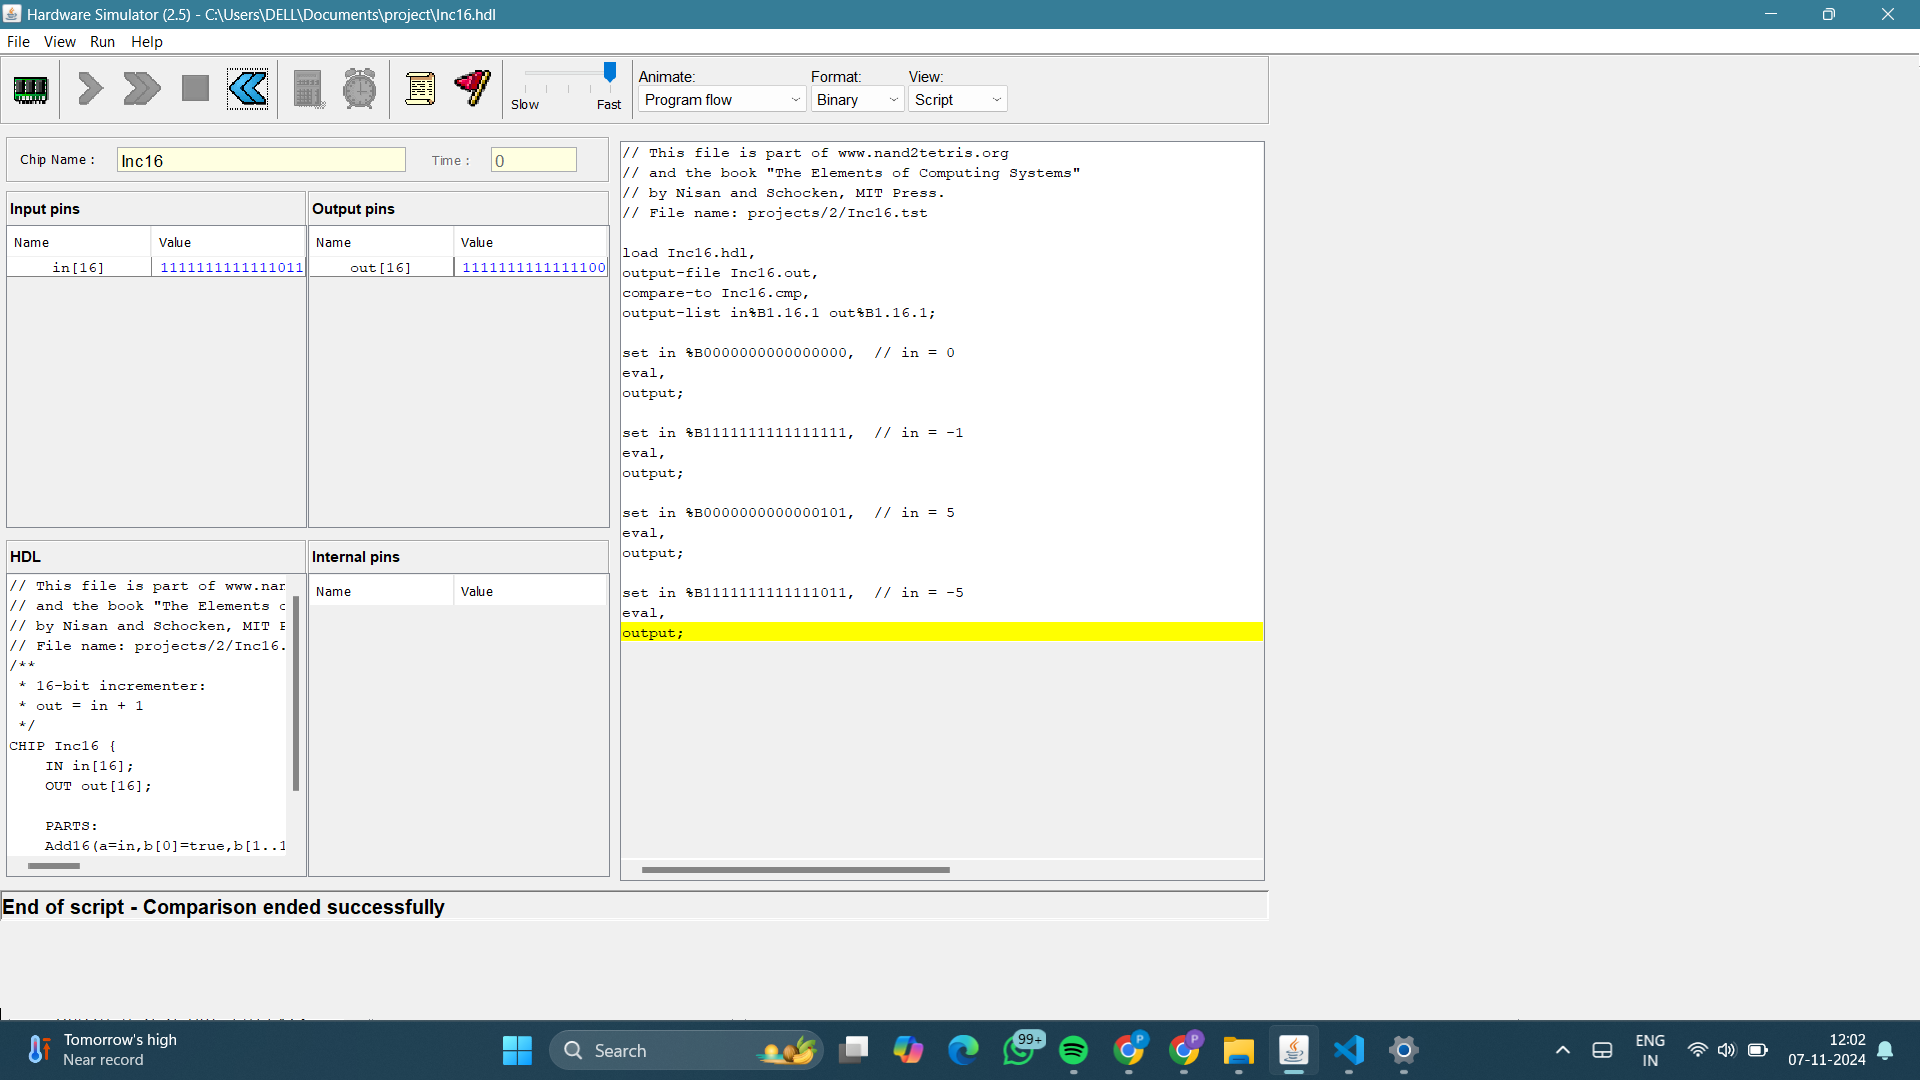 Hardware Simulator (2.5) - C:\Users\DELL\Documents\project\Inc16.hdl
File View Run Help
Slow Fast
Animate: Format: View:
Program flow Binary Script
Chip Name : Inc16 Time : 0
Input pins
Name Value
in[16] 1111111111111011
Output pins
Name Value
out[16] 1111111111111100
HDL
// This file is part of www.nan
// and the book "The Elements
// by Nisan and Schocken, MIT
// File name: projects/2/Inc16.
/**
* 16-bit incrementer:
* out = in + 1
*/
CHIP Inc16 {
IN in[16];
OUT out[16];
PARTS:
Add16(a=in,b[0]=true,b[1..1
Internal pins
Name Value
// This file is part of www.nand2tetris.org
// and the book "The Elements of Computing Systems"
// by Nisan and Schocken, MIT Press.
// File name: projects/2/Inc16.tst
load Inc16.hdl,
output-file Inc16.out,
compare-to Inc16.cmp,
output-list in%B1.16.1 out%B1.16.1;
set in %B0000000000000000, // in = 0
eval,
output;
set in %B1111111111111111, // in = -1
eval,
output;
set in %B0000000000000101, // in = 5
eval,
output;
set in %B1111111111111011, // in = -5
eval,
output;
End of script - Comparison ended successfully
Tomorrow's high
Near record
Search
99+
P
P
ENG
IN
12:02
07-11-2024